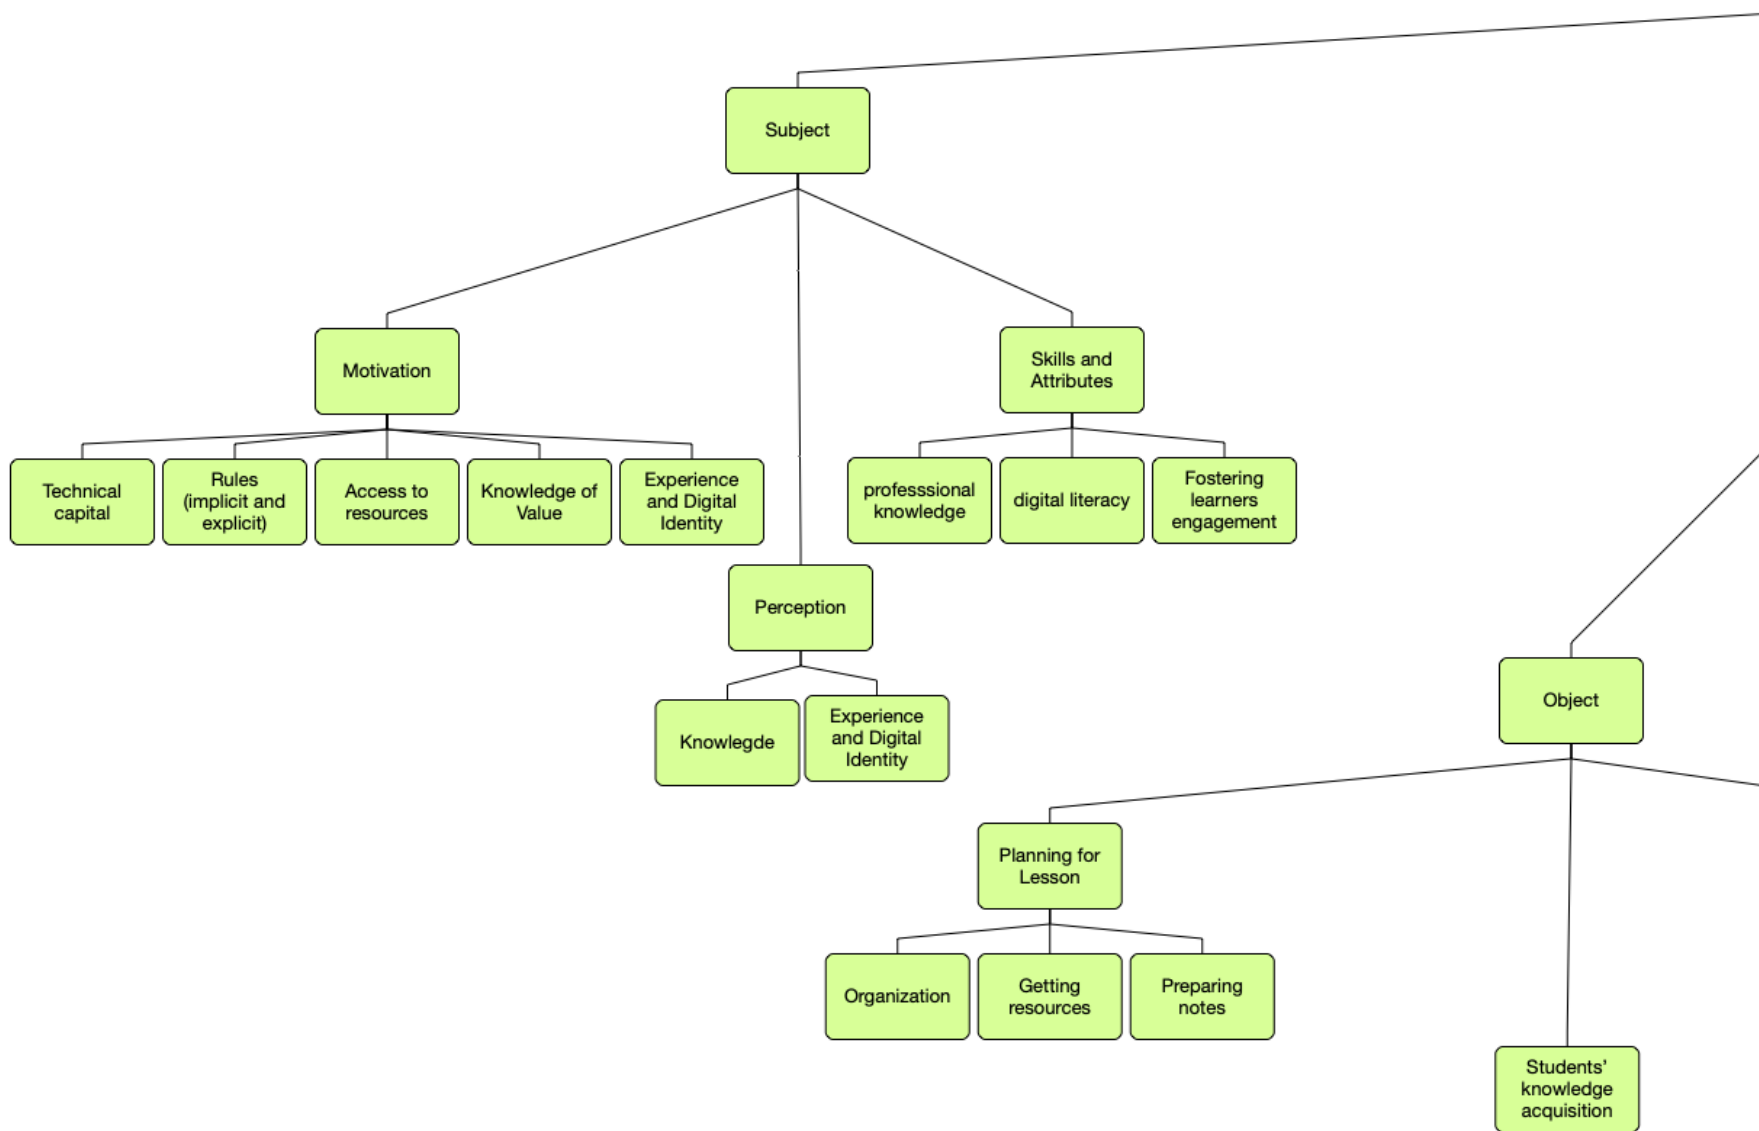 Subject
Motivation
Skills and
Attributes
Technical
capital
Rules
(implicit and
explicit)
Access to
resources
Knowledge of
Value
Experience
and Digital
Identity
professsional
knowledge
digital literacy
Fostering
learners
engagement
Perception
Knowlegde
Experience
and Digital
Identity
Object
Planning for
Lesson
Organization
Getting
resources
Preparing
notes
Students’
knowledge
acquisition